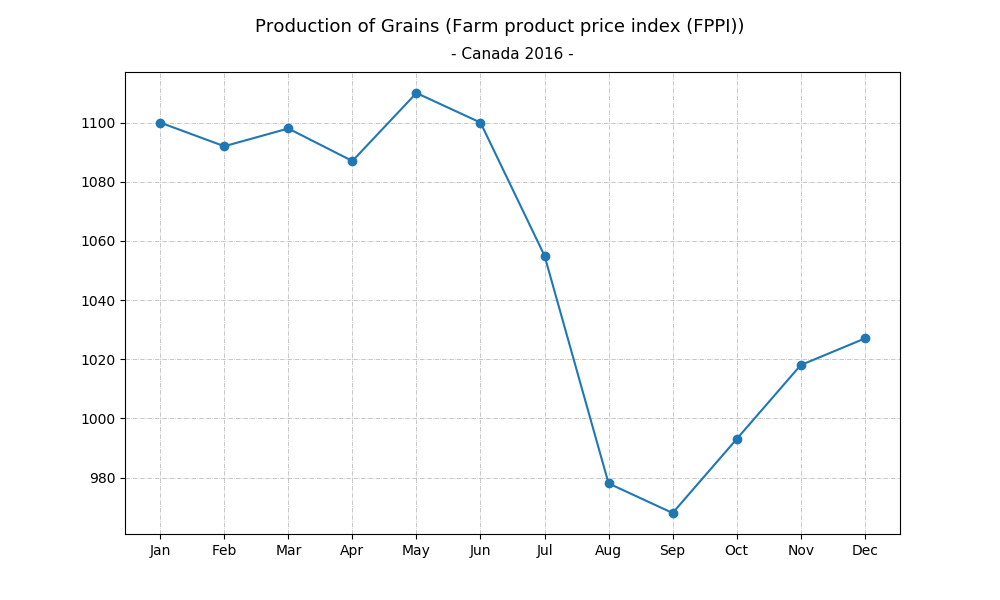 Production of Grains (Farm product price index (FPPI))
- Canada 2016 -
1100
1080
1060
1040
1020
1000
980
Jan Feb Mar Apr May Jun Jul Aug Sep Oct Nov Dec